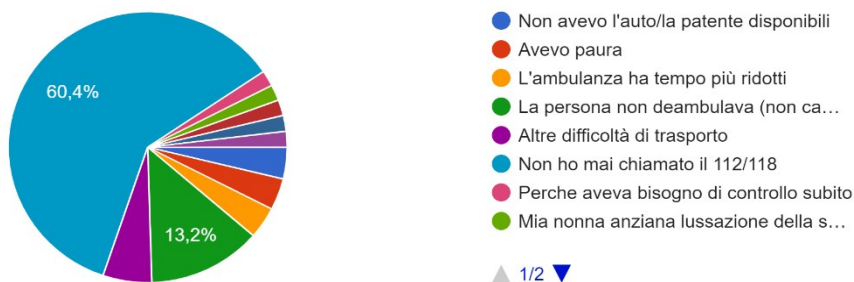 60,4%
13,2%
Non avevo l'auto/la patente disponibili
Avevo paura
L'ambulanza ha tempo più ridotti
La persona non deambulava (non ca…
Altre difficoltà di trasporto
Non ho mai chiamato il 112/118
Perche aveva bisogno di controllo subito
Mia nonna anziana lussazione della s…
1/2